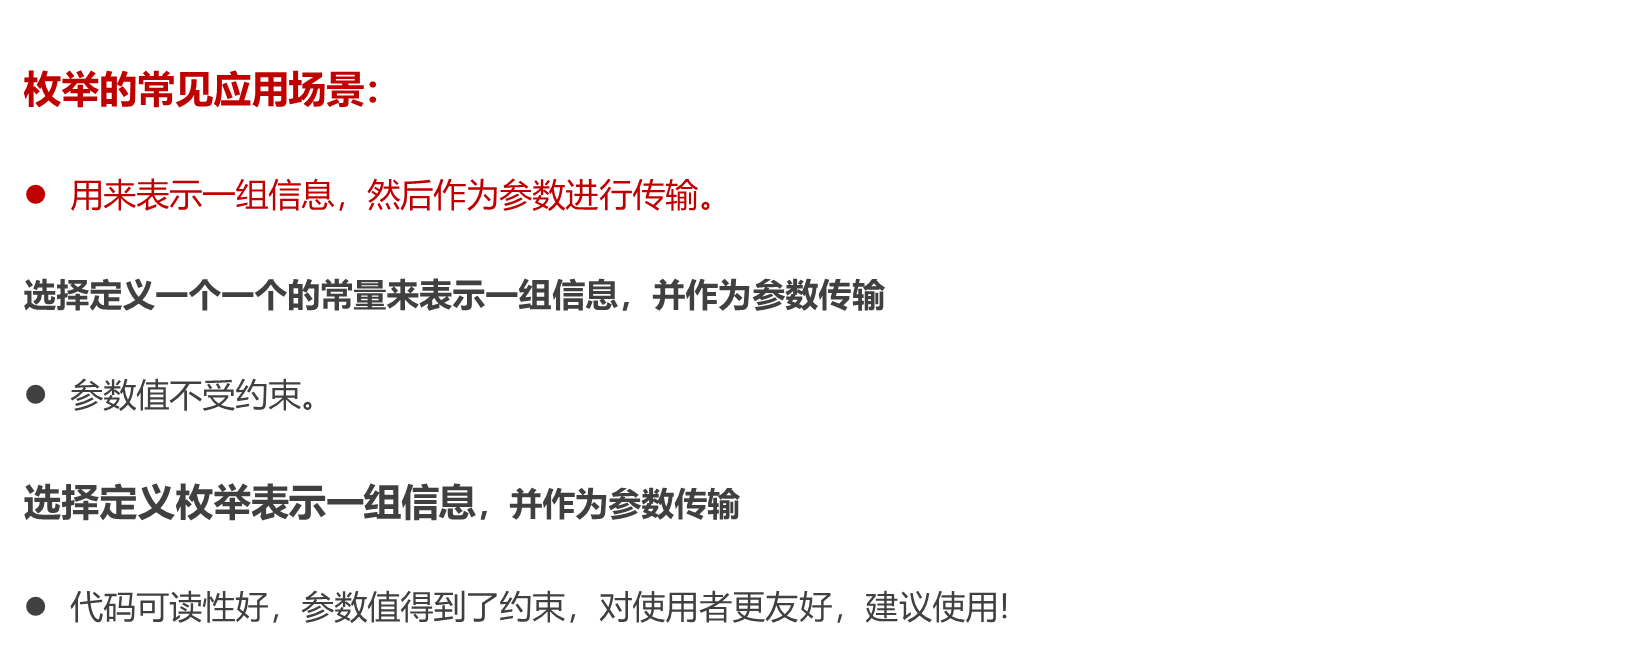 枚举的常见应用场景：
● 用来表示一组信息，然后作为参数进行传输。
选择定义一个一个的常量来表示一组信息，并作为参数传输
● 参数值不受约束。
选择定义枚举表示一组信息，并作为参数传输
● 代码可读性好，参数值得到了约束，对使用者更友好，建议使用!